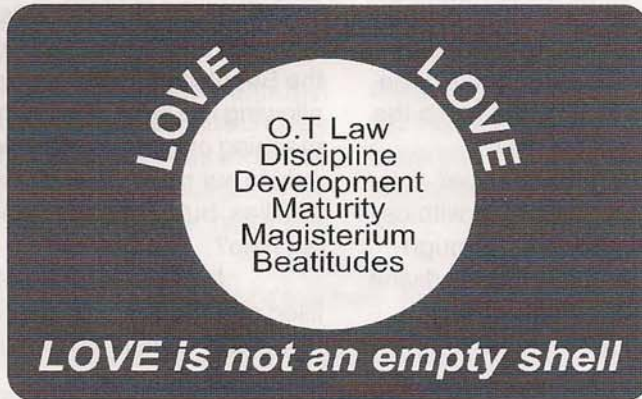 LOVE LOVE
O.T Law
Discipline
Development
Maturity
Magisterium
Beatitudes
LOVE is not an empty shell